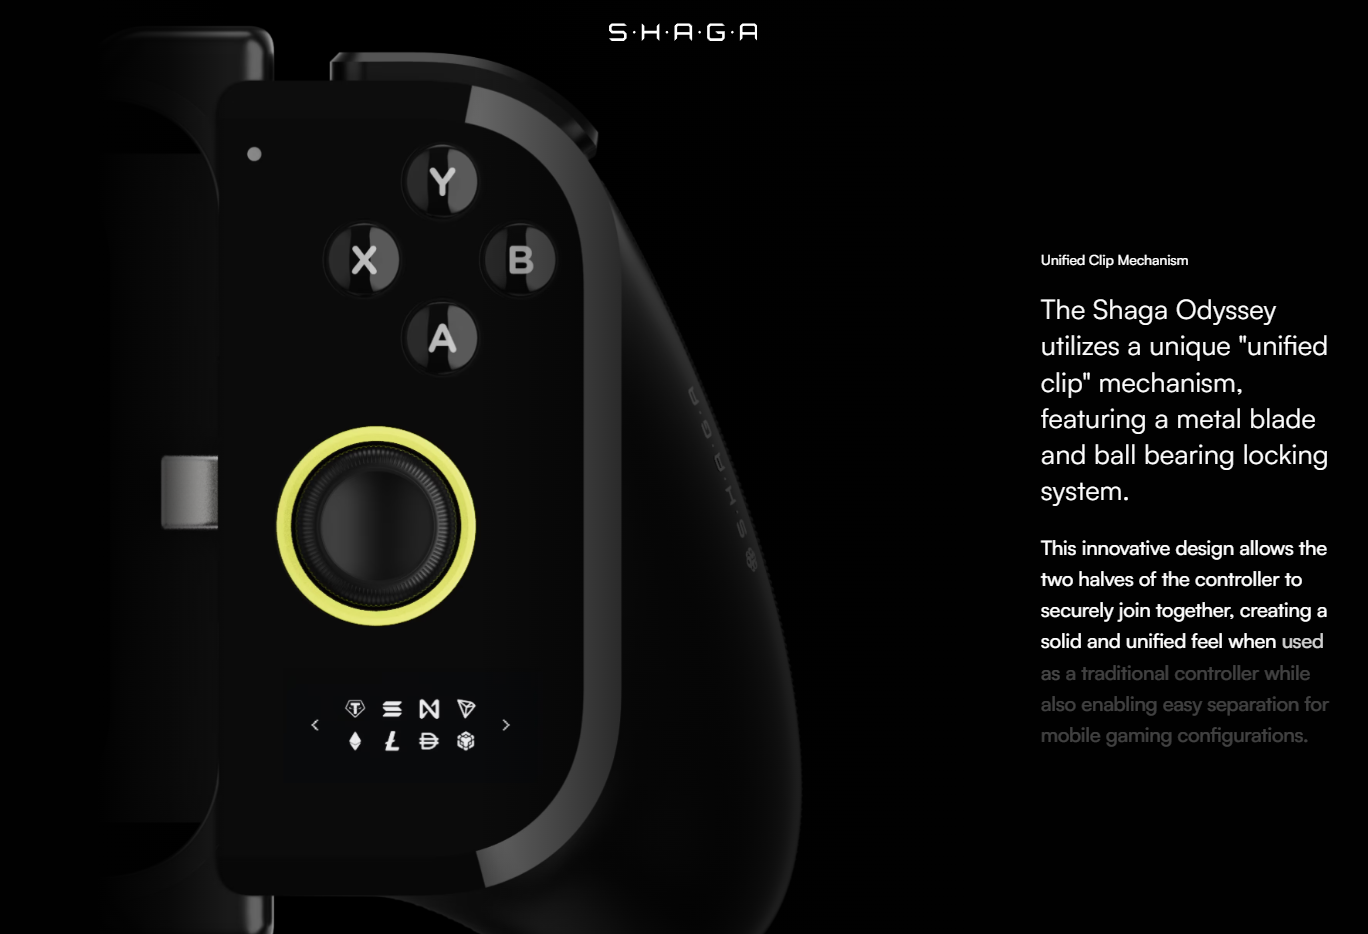 S·H·A·G·A
Y
X
B
A
S·H·A·G·A
Unified Clip Mechanism
The Shaga Odyssey
utilizes a unique "unified
clip" mechanism,
featuring a metal blade
and ball bearing locking
system.
This innovative design allows the
two halves of the controller to
securely join together, creating a
solid and unified feel when used
as a traditional controller while
also enabling easy separation for
mobile gaming configurations.